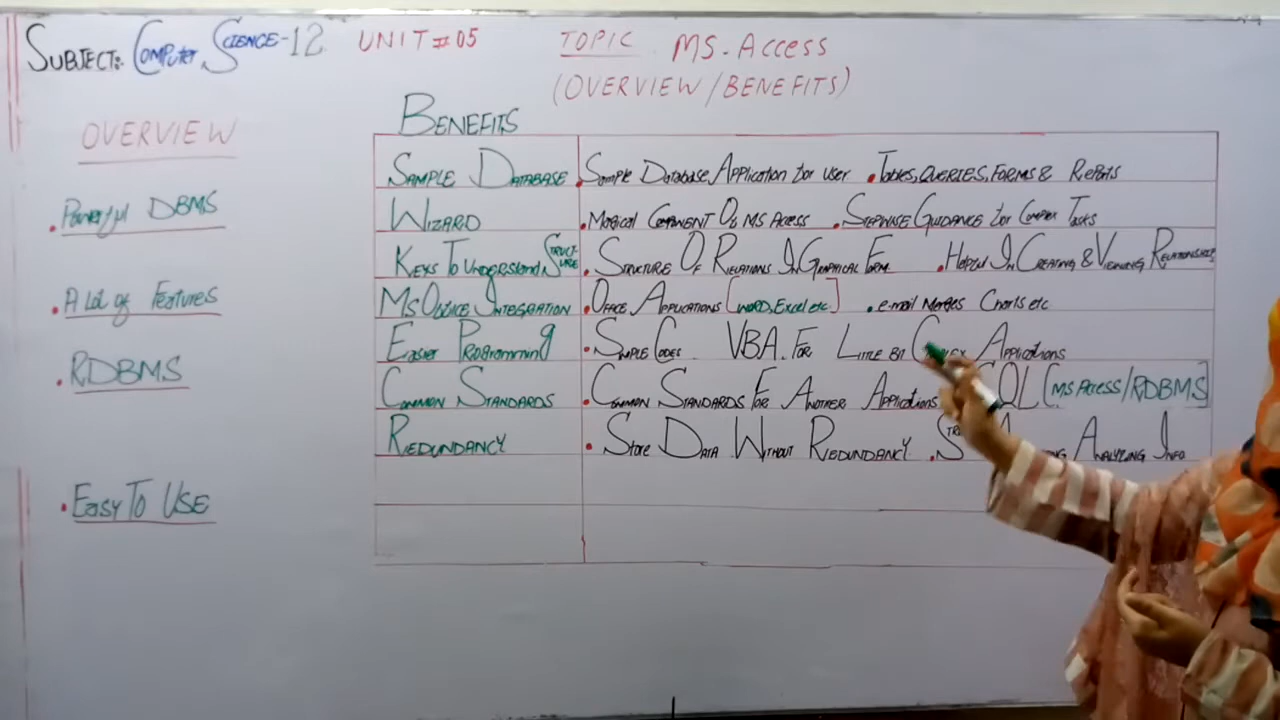 SUBJECT: COMPUTER SCIENCE-12 UNIT # 05 TOPIC MS-ACCESS
(OVERVIEW/BENEFITS)
OVERVIEW
. Powerful DBMS
. A Lot of Features
. RDBMS
. Easy To Use
BENEFITS
SAMPLE DATABASE . Sample Database Application for user . Tables, QUERIES, FORMS & REPORTS
WIZARD . MAGICAL COMPONENT OF MS ACCESS . STEPWISE GUIDANCE for Complex TASKS
KEYS TO UNDERSTAND STRUCTURE . STRUCTURE OF RELATIONS IN GRAPHICAL FORM . HELPFUL IN CREATING & VIEWING RELATIONSHIP
MS OFFICE INTEGRATION . OFFICE APPLICATIONS [WORD, Excel etc] . e-mail Merges Charts etc
Easier PROgramming . SIMPLE CODES VBA FOR LITTLE BIT APPLICATIONS
COMMON STANDARDS . COMMON STANDARDS FOR ANOTHER APPLICATIONS [MS ACCESS/RDBMS]
REDUNDANCY . Store DATA WITHOUT REDUNDANCY . ANALYZING INFO